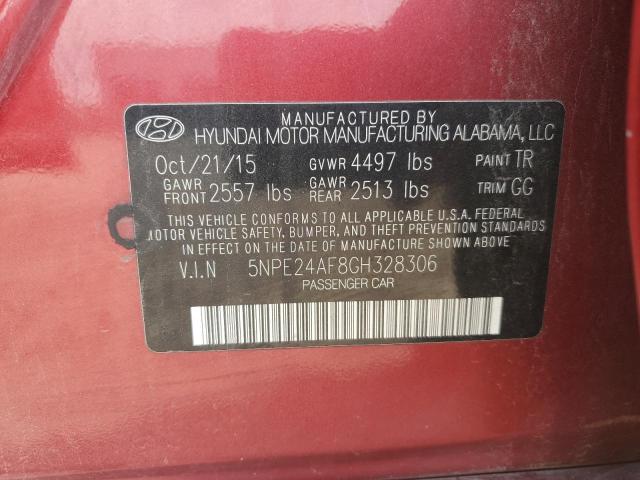 MANUFACTURED BY
HYUNDAI MOTOR MANUFACTURING ALABAMA, LLC
Oct/21/15 GVWR 4497 lbs PAINT TR
GAWR FRONT 2557 lbs GAWR REAR 2513 lbs TRIM GG
THIS VEHICLE CONFORMS TO ALL APPLICABLE U.S.A. FEDERAL
MOTOR VEHICLE SAFETY, BUMPER, AND THEFT PREVENTION STANDARDS
IN EFFECT ON THE DATE OF MANUFACTURE SHOWN ABOVE
V.I.N 5NPE24AF8GH328306
PASSENGER CAR